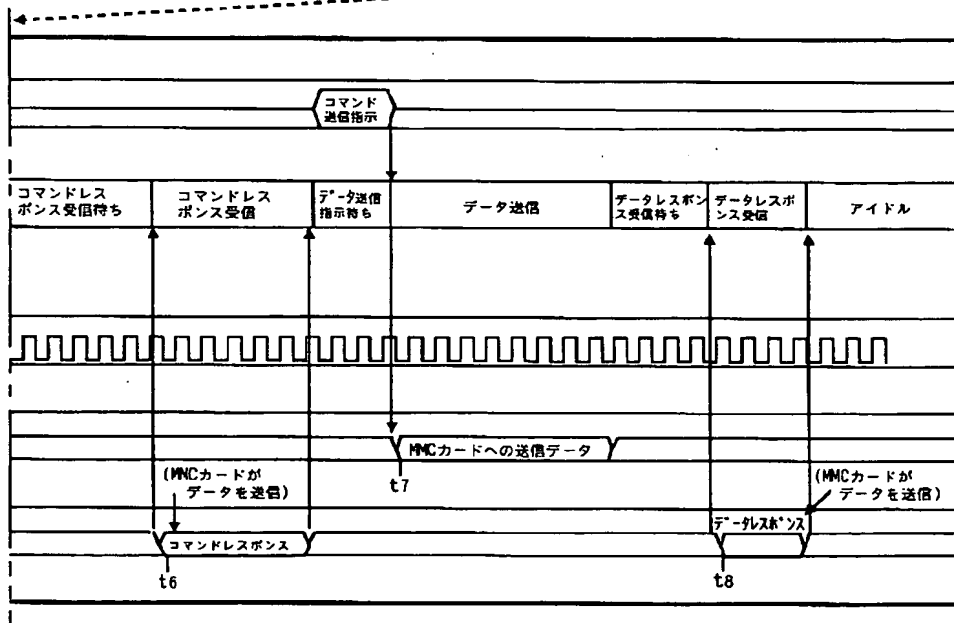 コマンド
送信指示
コマンドレス
ポンス受信待ち
コマンドレス
ポンス受信
データ送信
指示待ち
データ送信
データレスポン
ス受信待ち
データレスポ
ンス受信
アイドル
MMCカードへの送信データ
t7
(MMCカードが
データを送信)
コマンドレスポンス
t6
(MMCカードが
データを送信)
データレスポンス
t8